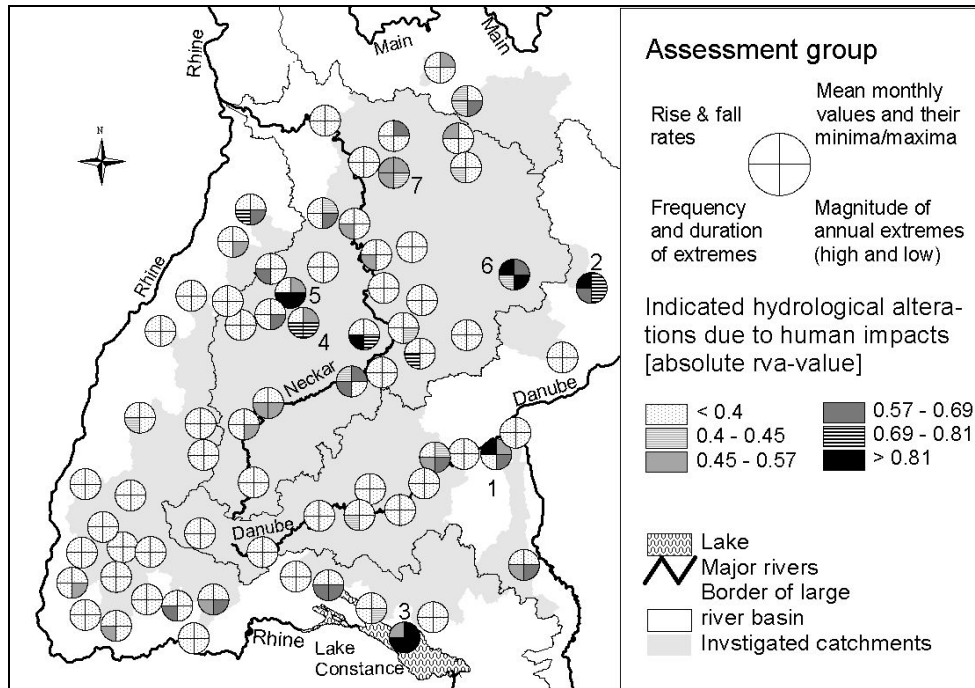 Main
Main
Rhine
N
7
6
2
Rhine
5
4
Neckar
Danube
1
Danube
3
Rhine
Lake
Constance
Assessment group
Rise & fall
rates
Mean monthly
values and their
minima/maxima
Frequency
and duration
of extremes
Magnitude of
annual extremes
(high and low)
Indicated hydrological altera-
tions due to human impacts
[absolute rva-value]
< 0.4
0.4 - 0.45
0.45 - 0.57
0.57 - 0.69
0.69 - 0.81
> 0.81
Lake
Major rivers
Border of large
river basin
Invstigated catchments